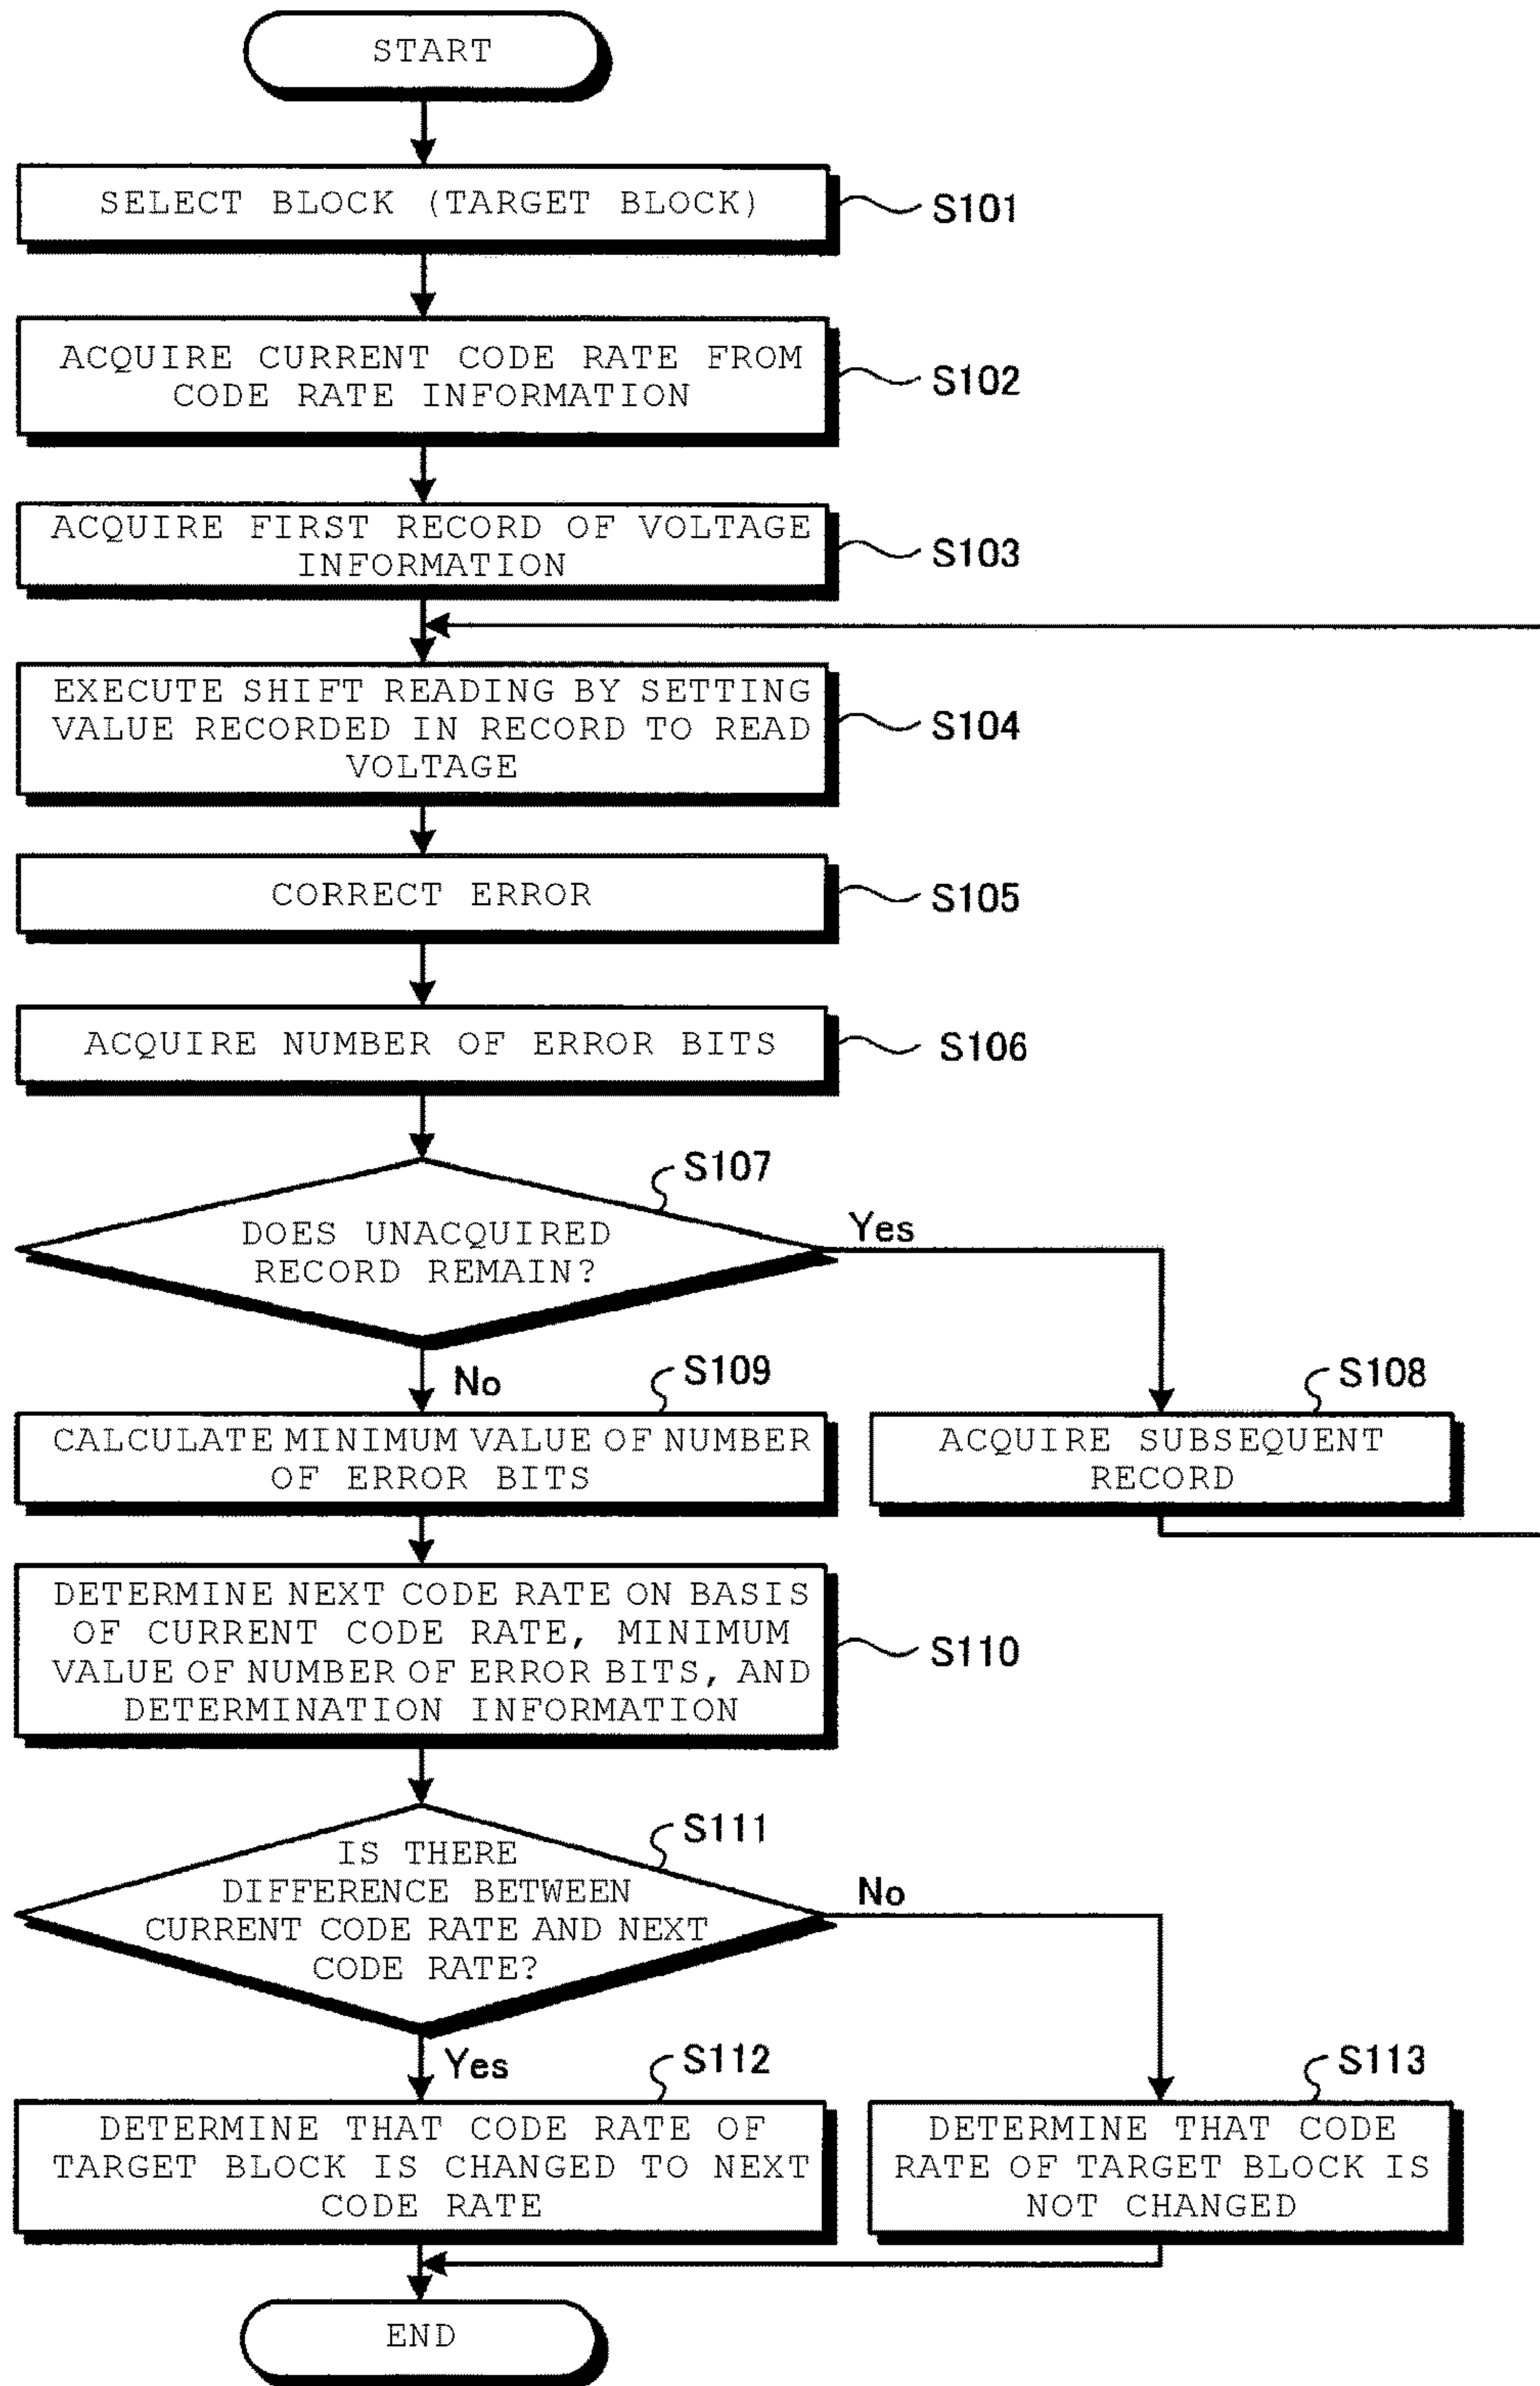 START
SELECT BLOCK (TARGET BLOCK)
S101
ACQUIRE CURRENT CODE RATE FROM
CODE RATE INFORMATION
S102
ACQUIRE FIRST RECORD OF VOLTAGE
INFORMATION
S103
EXECUTE SHIFT READING BY SETTING
VALUE RECORDED IN RECORD TO READ
VOLTAGE
S104
CORRECT ERROR
S105
ACQUIRE NUMBER OF ERROR BITS
S106
S107
DOES UNACQUIRED
RECORD REMAIN?
Yes
No
S109
CALCULATE MINIMUM VALUE OF NUMBER
OF ERROR BITS
S108
ACQUIRE SUBSEQUENT
RECORD
DETERMINE NEXT CODE RATE ON BASIS
OF CURRENT CODE RATE, MINIMUM
VALUE OF NUMBER OF ERROR BITS, AND
DETERMINATION INFORMATION
S110
S111
IS THERE
DIFFERENCE BETWEEN
CURRENT CODE RATE AND NEXT
CODE RATE?
No
Yes
S112
DETERMINE THAT CODE RATE OF
TARGET BLOCK IS CHANGED TO NEXT
CODE RATE
S113
DETERMINE THAT CODE
RATE OF TARGET BLOCK IS
NOT CHANGED
END